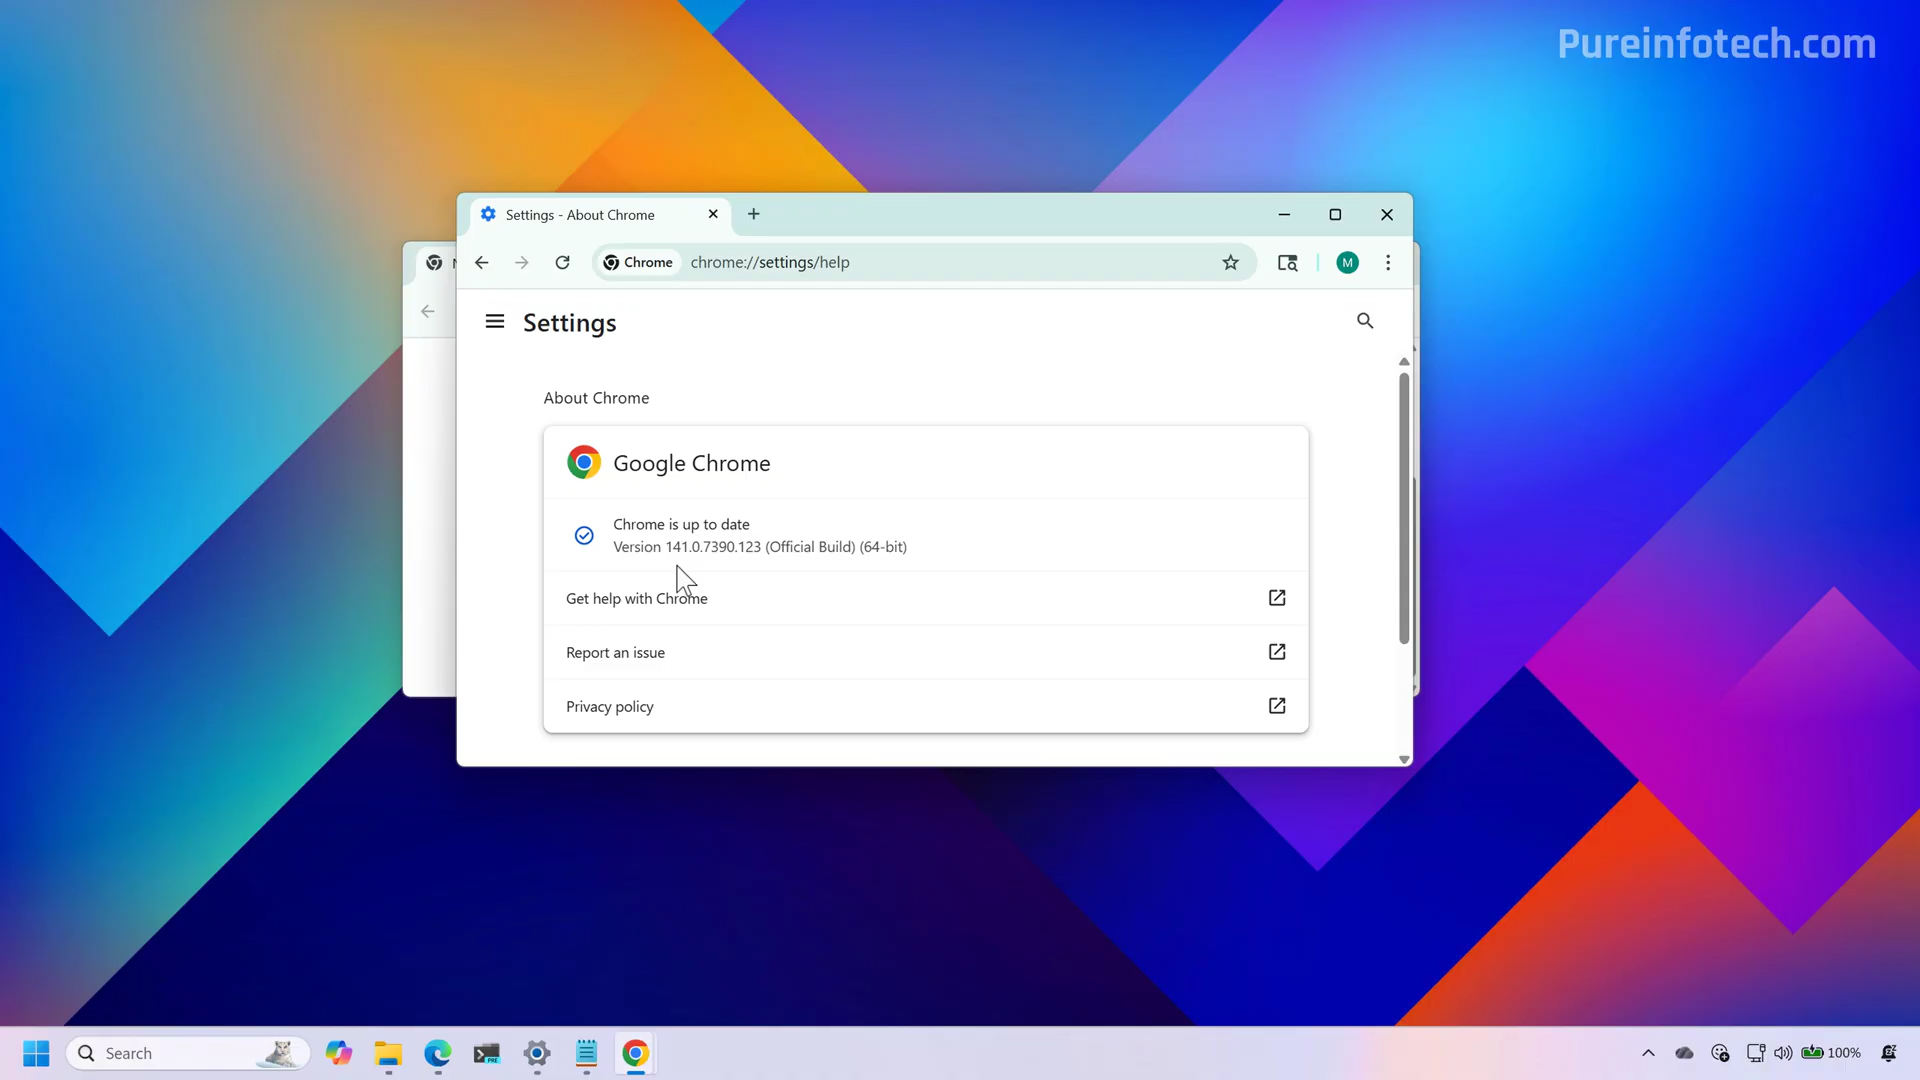 Pureinfotech.com
Settings - About Chrome
Chrome
chrome://settings/help
M
Settings
About Chrome
Google Chrome
Chrome is up to date
Version 141.0.7390.123 (Official Build) (64-bit)
Get help with Chrome
Report an issue
Privacy policy
Search
PRE
100%